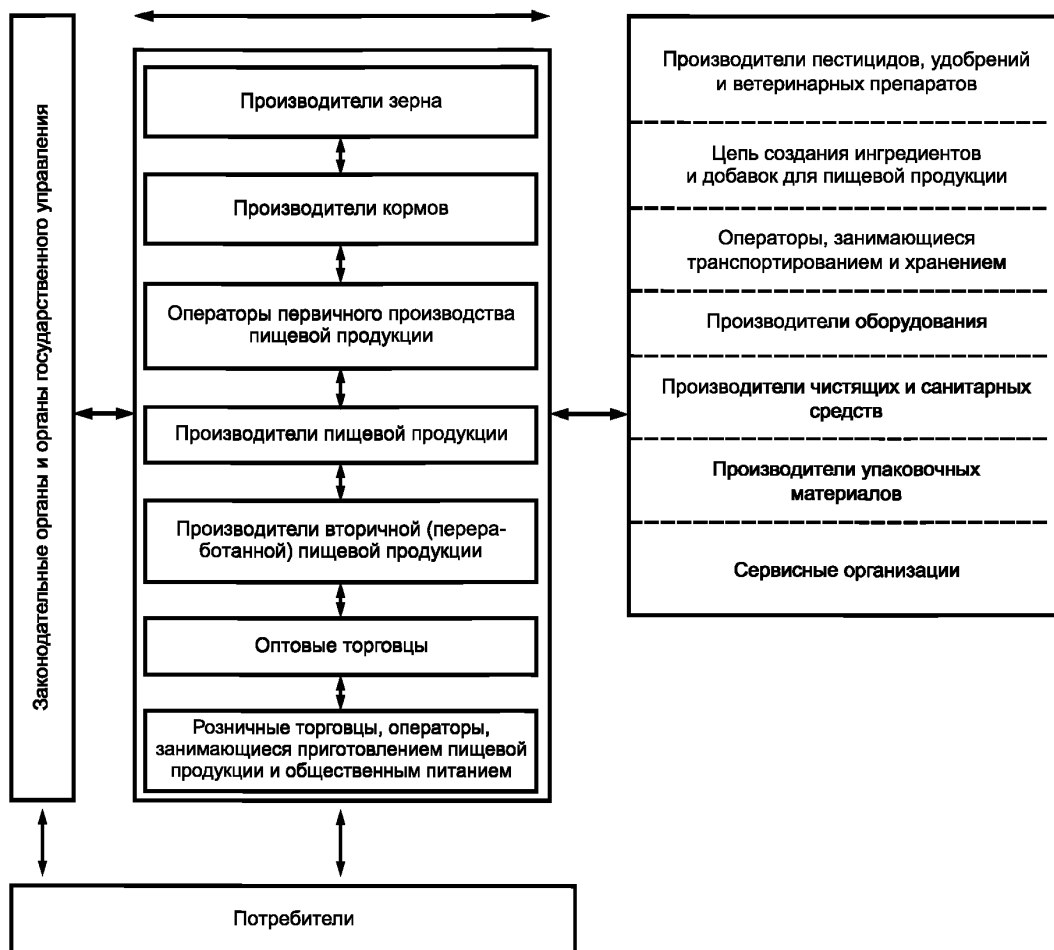 Законодательные органы и органы государственного управления
Производители зерна
Производители кормов
Операторы первичного производства
пищевой продукции
Производители пищевой продукции
Производители вторичной (перера-
ботанной) пищевой продукции
Оптовые торговцы
Розничные торговцы, операторы,
занимающиеся приготовлением пищевой
продукции и общественным питанием
Производители пестицидов, удобрений
и ветеринарных препаратов
Цепь создания ингредиентов
и добавок для пищевой продукции
Операторы, занимающиеся
транспортированием и хранением
Производители оборудования
Производители чистящих и санитарных
средств
Производители упаковочных
материалов
Сервисные организации
Потребители